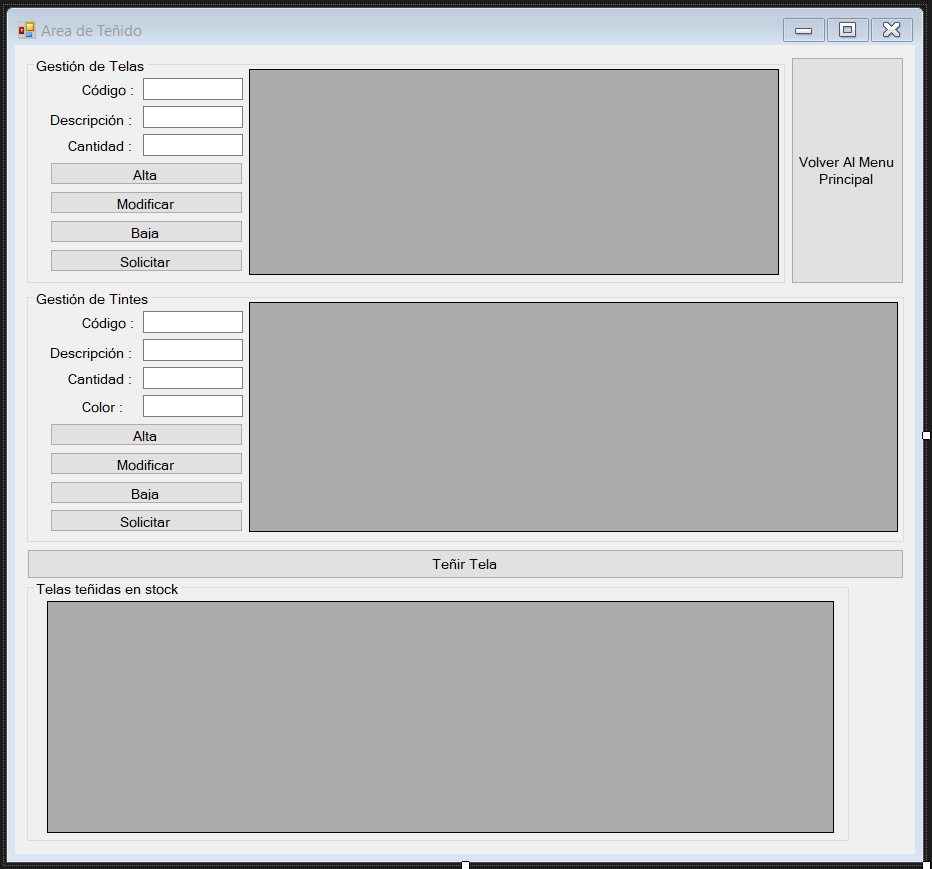 Area de Teñido
Gestión de Telas
Código :
Descripción :
Cantidad :
Alta
Modificar
Baja
Solicitar
Volver Al Menu
Principal
Gestión de Tintes
Código :
Descripción :
Cantidad :
Color :
Alta
Modificar
Baja
Solicitar
Teñir Tela
Telas teñidas en stock